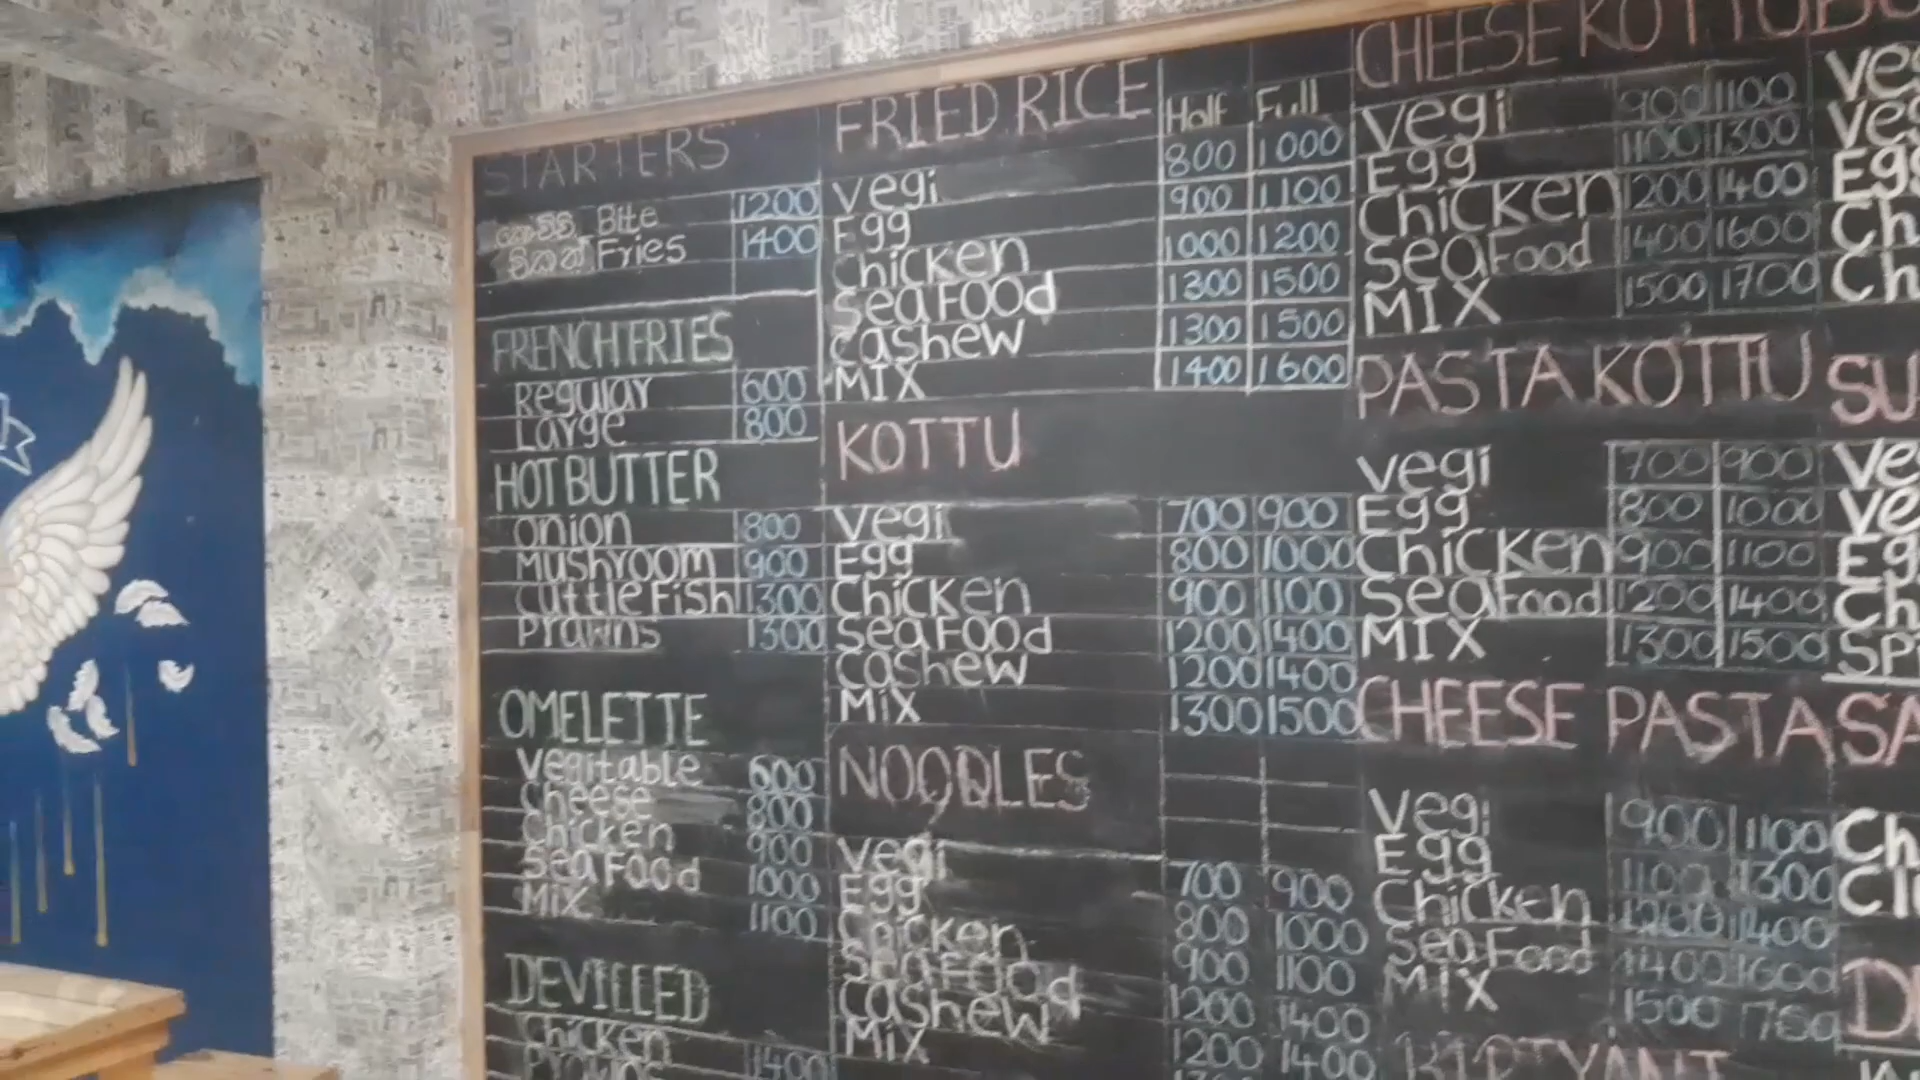 STARTERS
Bite 1200
Fries 1400
FRENCH FRIES
Regular 600
Large 800
HOT BUTTER
Onion 800
Mushroom 900
Cuttle Fish 1300
Prawns 1300
OMELETTE
Vegitable 600
Cheese 800
Chicken 900
Sea Food 1000
Mix 1100
DEVILLED
Chicken 1400
FRIED RICE Half Full
Vegi 800 1000
Egg 900 1100
Chicken 1000 1200
Sea Food 1300 1500
Cashew 1300 1500
MIX 1400 1600
KOTTU
Vegi 700 900
Egg 800 1000
Chicken 900 1100
Sea Food 1200 1400
Cashew 1200 1400
Mix 1300 1500
NOODLES
Vegi 700 900
Egg 800 1000
Chicken 900 1100
Sea Food 1200 1400
Cashew 1200 1400
Mix
CHEESE KOTTU
Vegi 900 1100
Egg 1100 1300
Chicken 1200 1400
Sea Food 1400 1600
MIX 1500 1700
PASTA KOTTU
Vegi 700 900
Egg 800 1000
Chicken 900 1100
Sea Food 1200 1400
MIX 1300 1500
CHEESE PASTA
Vegi 900 1100
Egg 1100 1300
Chicken 1200 1400
Sea Food 1400 1600
MIX 1500